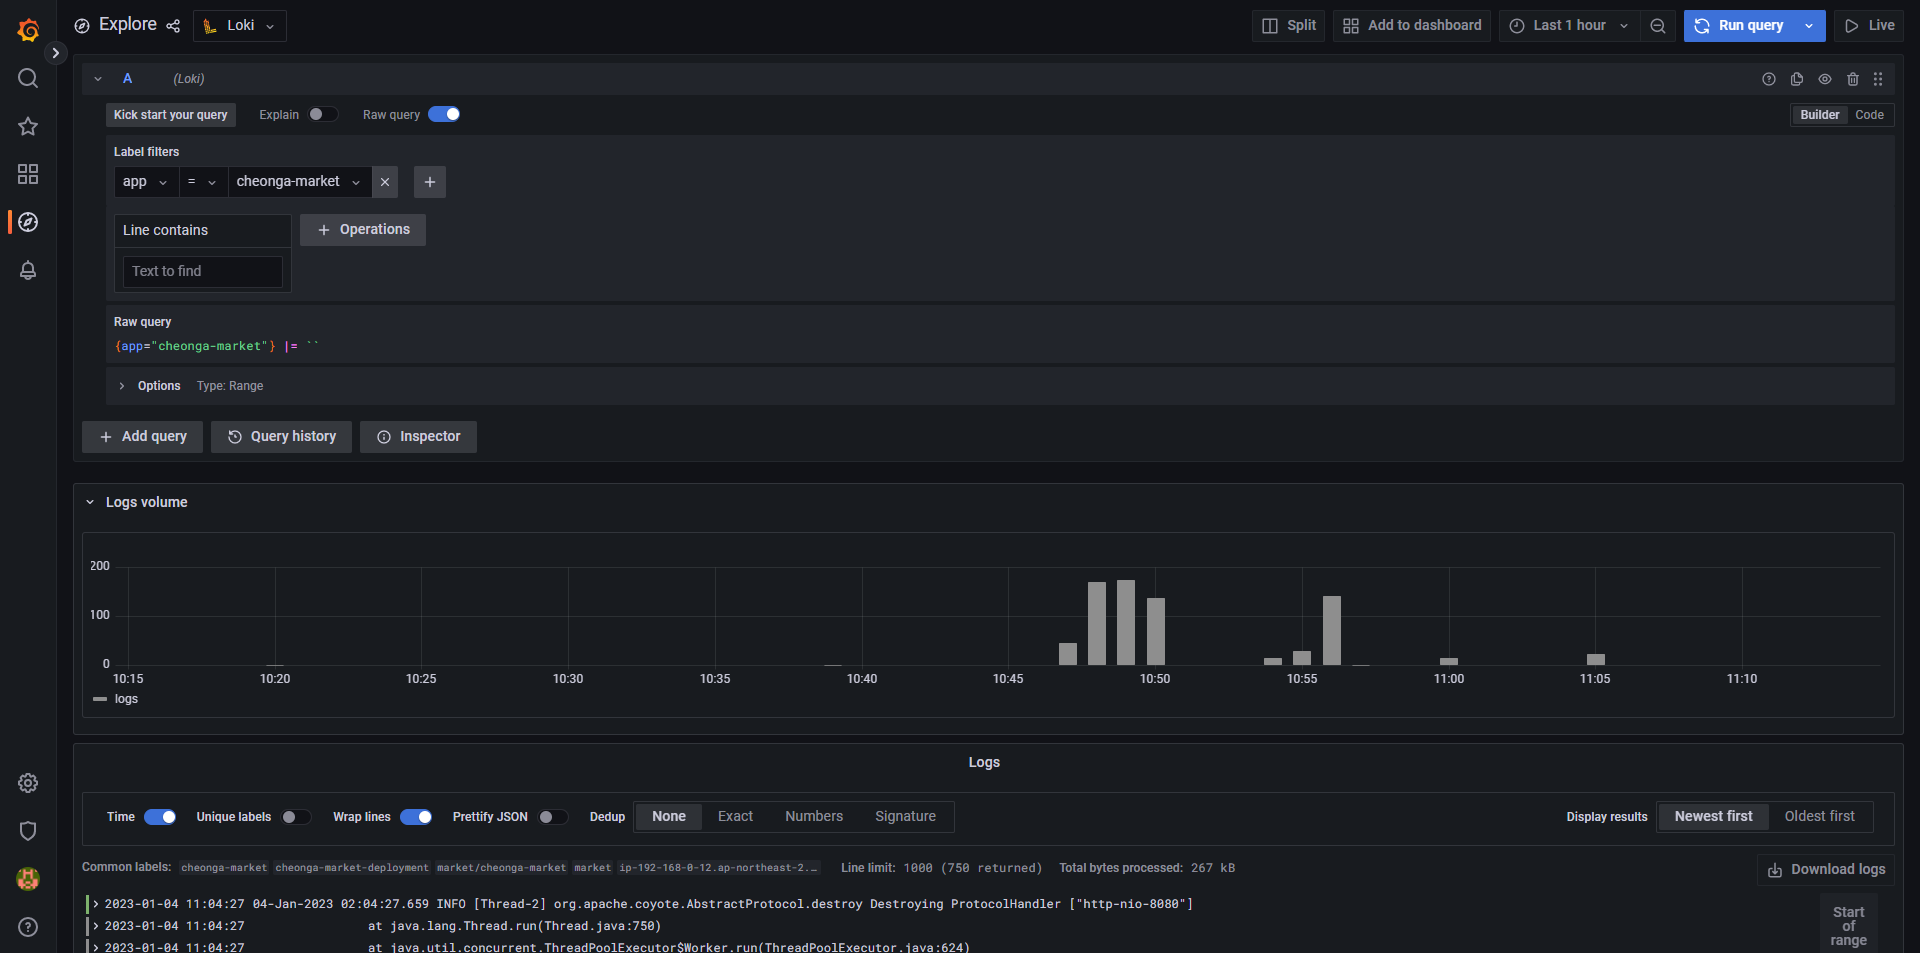 Explore Loki Split Add to dashboard Last 1 hour Run query Live
A (Loki)
Kick start your query Explain Raw query Builder Code
Label filters
app = cheonga-market
Line contains + Operations
Text to find
Raw query
{app="cheonga-market"} |= ``
Options Type: Range
+ Add query Query history Inspector
Logs volume
200
100
0
10:15 10:20 10:25 10:30 10:35 10:40 10:45 10:50 10:55 11:00 11:05 11:10
logs
Logs
Time Unique labels Wrap lines Prettify JSON Dedup None Exact Numbers Signature Display results Newest first Oldest first
Common labels: cheonga-market cheonga-market-deployment market/cheonga-market market ip-192-168-0-12.ap-northeast-2.… Line limit: 1000 (750 returned) Total bytes processed: 267 kB Download logs
2023-01-04 11:04:27 04-Jan-2023 02:04:27.659 INFO [Thread-2] org.apache.coyote.AbstractProtocol.destroy Destroying ProtocolHandler ["http-nio-8080"]
2023-01-04 11:04:27 at java.lang.Thread.run(Thread.java:750)
2023-01-04 11:04:27 at java.util.concurrent.ThreadPoolExecutor$Worker.run(ThreadPoolExecutor.java:624)
Start
of
range